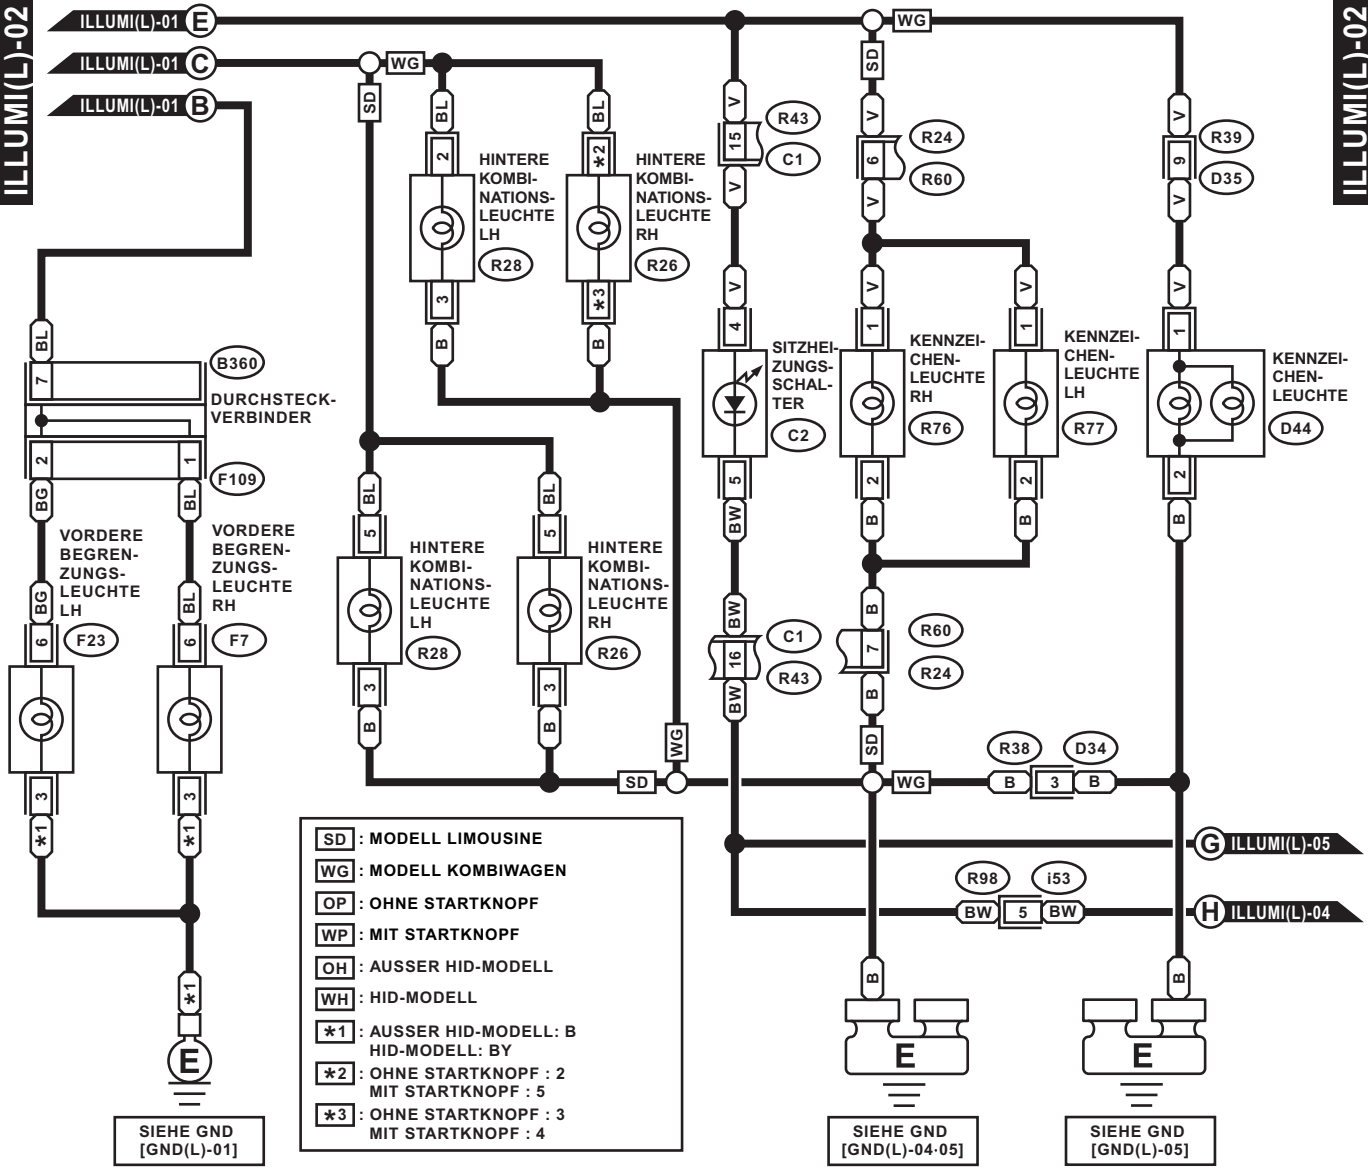 ILLUMI(L)-02
ILLUMI(L)-02
ILLUMI(L)-01 E
ILLUMI(L)-01 C
ILLUMI(L)-01 B
WG
WG
SD
SD
BL
BL
V
V
V
2
*2
15
6
9
R43
C1
R24
R60
R39
D35
HINTERE
KOMBI-
NATIONS-
LEUCHTE
LH
R28
HINTERE
KOMBI-
NATIONS-
LEUCHTE
RH
R26
V
V
V
3
*3
B
B
V
V
V
V
BL
7
B360
DURCHSTECK-
VERBINDER
2
1
F109
4
1
1
1
SITZHEI-
ZUNGS-
SCHAL-
TER
C2
KENNZEI-
CHEN-
LEUCHTE
RH
R76
KENNZEI-
CHEN-
LEUCHTE
LH
R77
KENNZEI-
CHEN-
LEUCHTE
D44
5
2
2
2
BW
B
B
B
BG
BL
BL
BL
5
5
VORDERE
BEGREN-
ZUNGS-
LEUCHTE
LH
F23
VORDERE
BEGREN-
ZUNGS-
LEUCHTE
RH
F7
BG
BL
6
6
HINTERE
KOMBI-
NATIONS-
LEUCHTE
LH
R28
HINTERE
KOMBI-
NATIONS-
LEUCHTE
RH
R26
BW
B
16
7
C1
R43
R60
R24
BW
B
3
3
B
B
WG
SD
SD
WG
R38
D34
B
3
B
3
3
*1
*1
G ILLUMI(L)-05
R98
i53
BW
5
BW
H ILLUMI(L)-04
SD : MODELL LIMOUSINE
WG : MODELL KOMBIWAGEN
OP : OHNE STARTKNOPF
WP : MIT STARTKNOPF
OH : AUSSER HID-MODELL
WH : HID-MODELL
*1 : AUSSER HID-MODELL: B
HID-MODELL: BY
*2 : OHNE STARTKNOPF : 2
MIT STARTKNOPF : 5
*3 : OHNE STARTKNOPF : 3
MIT STARTKNOPF : 4
*1
B
B
E
E
E
SIEHE GND
[GND(L)-01]
SIEHE GND
[GND(L)-04·05]
SIEHE GND
[GND(L)-05]